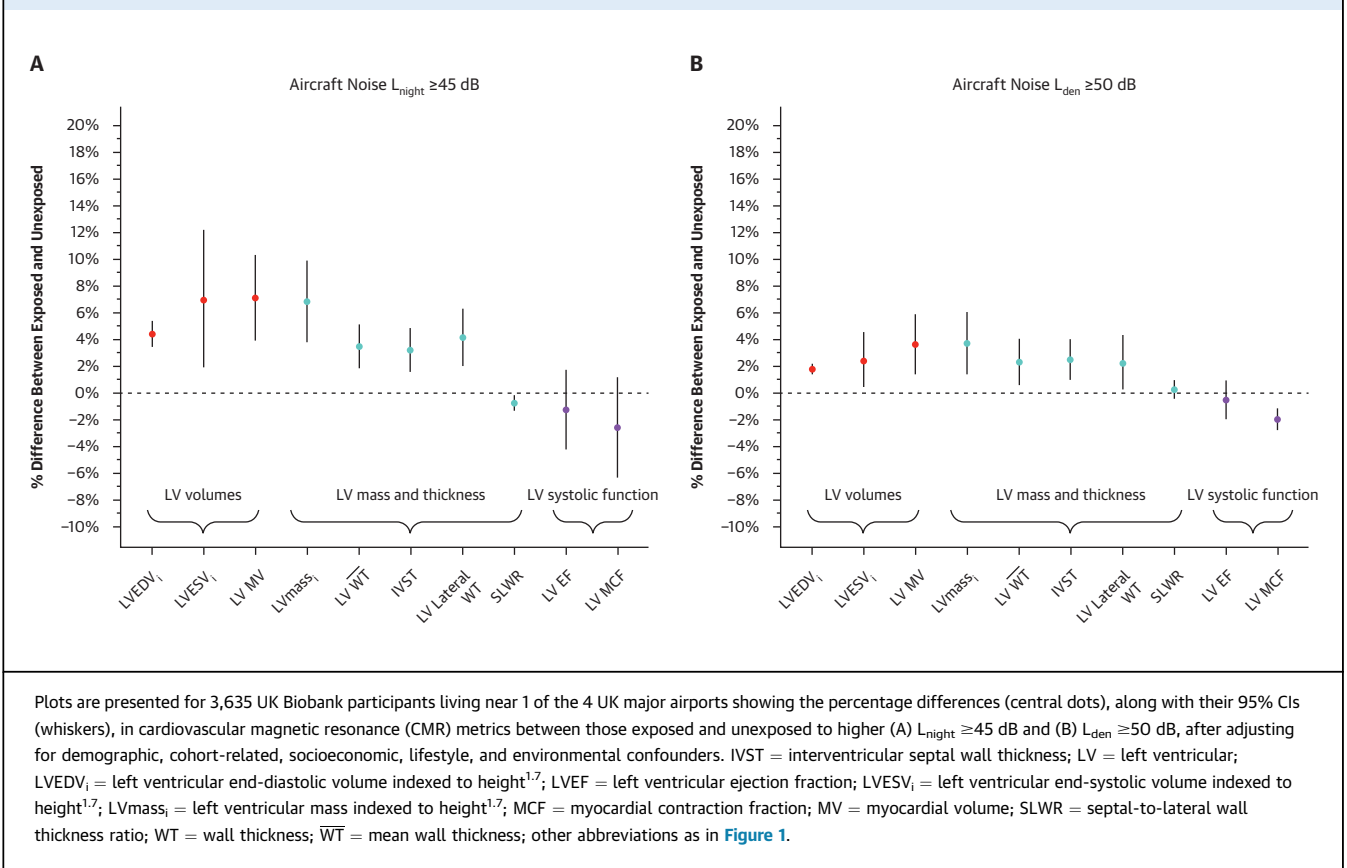 A
Aircraft Noise Lnight ≥45 dB
% Difference Between Exposed and Unexposed
20%
18%
16%
14%
12%
10%
8%
6%
4%
2%
0%
−2%
−4%
−6%
−8%
−10%
LV volumes
LV mass and thickness
LV systolic function
LVEDVi
LVESVi
LV MV
LVmassi
LV W̅T̅
IVST
LV Lateral
WT
SLWR
LV EF
LV MCF
B
Aircraft Noise Lden ≥50 dB
% Difference Between Exposed and Unexposed
20%
18%
16%
14%
12%
10%
8%
6%
4%
2%
0%
−2%
−4%
−6%
−8%
−10%
LV volumes
LV mass and thickness
LV systolic function
LVEDVi
LVESVi
LV MV
LVmassi
LV W̅T̅
IVST
LV Lateral
WT
SLWR
LV EF
LV MCF
Plots are presented for 3,635 UK Biobank participants living near 1 of the 4 UK major airports showing the percentage differences (central dots), along with their 95% CIs
(whiskers), in cardiovascular magnetic resonance (CMR) metrics between those exposed and unexposed to higher (A) Lnight ≥45 dB and (B) Lden ≥50 dB, after adjusting
for demographic, cohort-related, socioeconomic, lifestyle, and environmental confounders. IVST = interventricular septal wall thickness; LV = left ventricular;
LVEDVi = left ventricular end-diastolic volume indexed to height1.7; LVEF = left ventricular ejection fraction; LVESVi = left ventricular end-systolic volume indexed to
height1.7; LVmassi = left ventricular mass indexed to height1.7; MCF = myocardial contraction fraction; MV = myocardial volume; SLWR = septal-to-lateral wall
thickness ratio; WT = wall thickness; W̅T̅ = mean wall thickness; other abbreviations as in Figure 1.